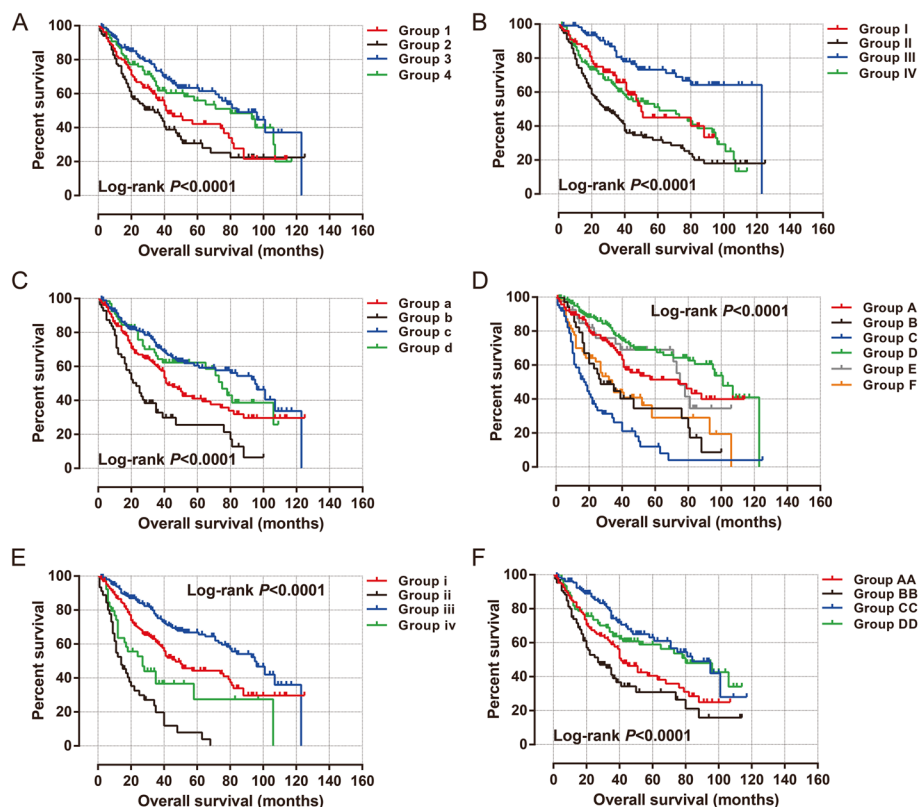 A
Percent survival
100
80
60
40
20
0
Group 1
Group 2
Group 3
Group 4
Log-rank P<0.0001
0 20 40 60 80 100 120 140 160
Overall survival (months)
B
Percent survival
100
80
60
40
20
0
Group I
Group II
Group III
Group IV
Log-rank P<0.0001
0 20 40 60 80 100 120 140 160
Overall survival (months)
C
Percent survival
100
80
60
40
20
0
Group a
Group b
Group c
Group d
Log-rank P<0.0001
0 20 40 60 80 100 120 140 160
Overall survival (months)
D
Percent survival
100
80
60
40
20
0
Log-rank P<0.0001
Group A
Group B
Group C
Group D
Group E
Group F
0 20 40 60 80 100 120 140 160
Overall survival (months)
E
Percent survival
100
80
60
40
20
0
Log-rank P<0.0001
Group i
Group ii
Group iii
Group iv
0 20 40 60 80 100 120 140 160
Overall survival (months)
F
Percent survival
100
80
60
40
20
0
Group AA
Group BB
Group CC
Group DD
Log-rank P<0.0001
0 20 40 60 80 100 120 140 160
Overall survival (months)